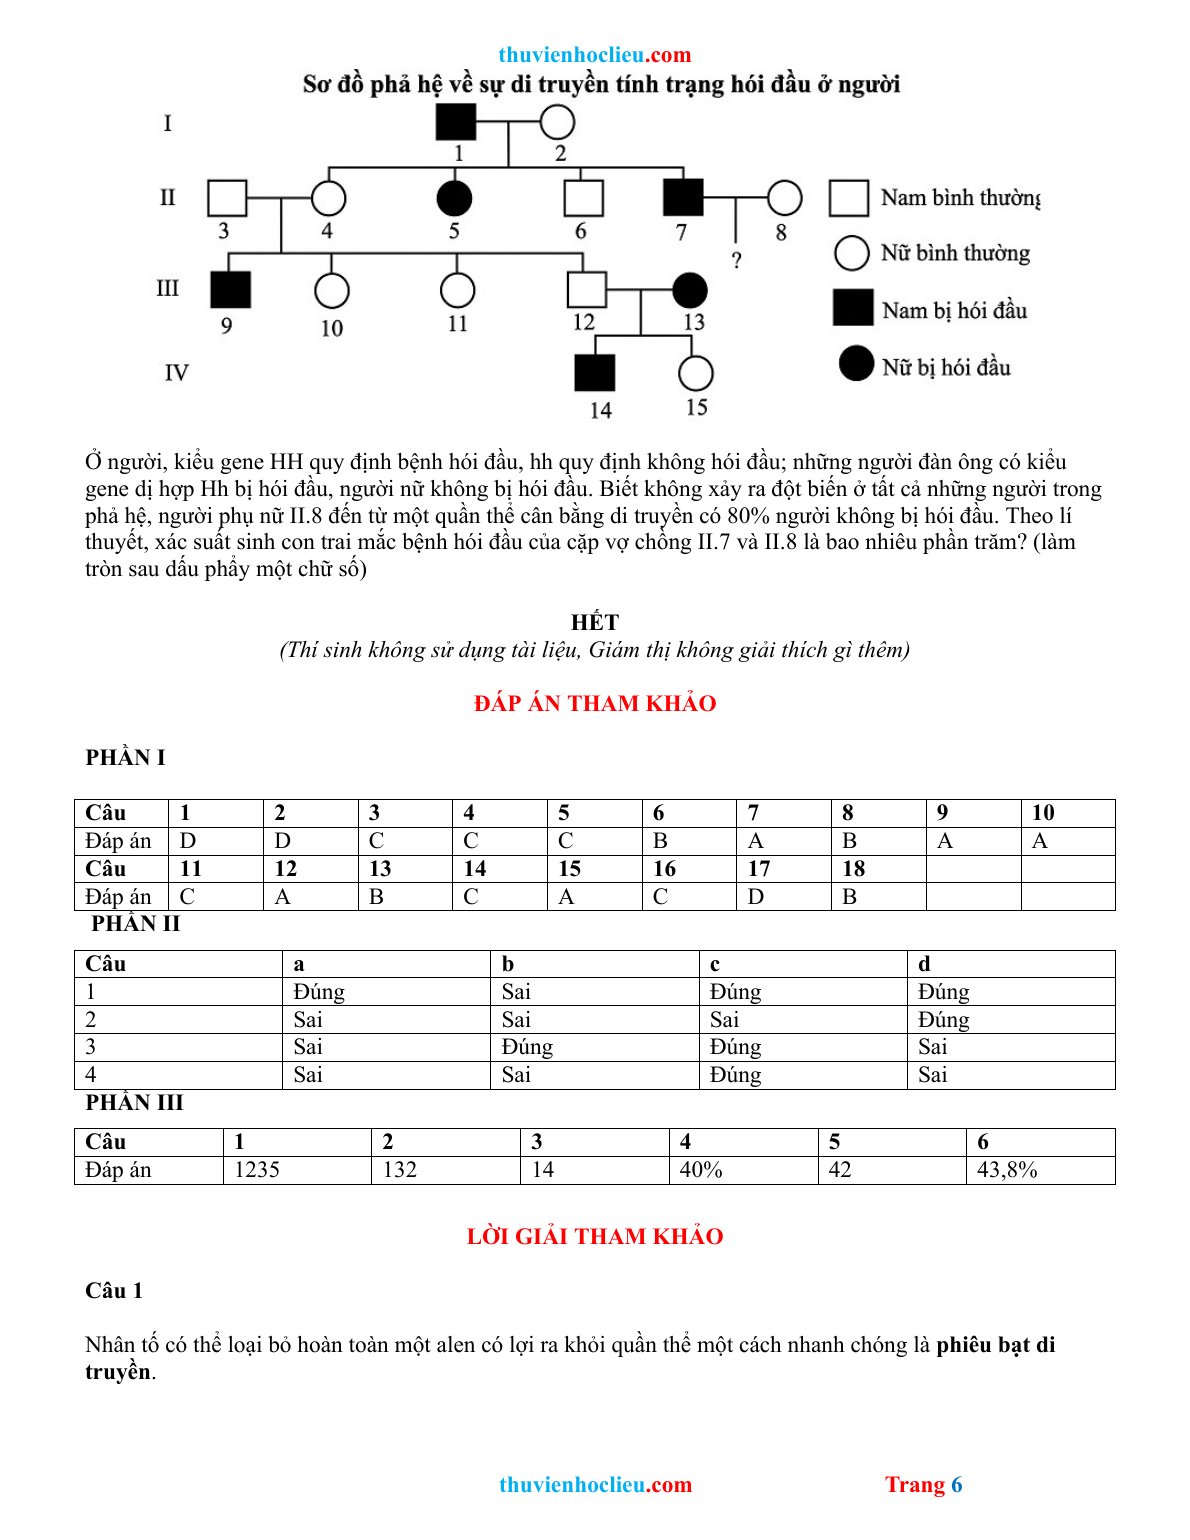 thuvienhoclieu.com
Sơ đồ phả hệ về sự di truyền tính trạng hói đầu ở người
I
1 2
II
3 4 5 6 7 8
?
Nam bình thường
Nữ bình thường
III
9 10 11 12 13
Nam bị hói đầu
Nữ bị hói đầu
IV
14 15
Ở người, kiểu gene HH quy định bệnh hói đầu, hh quy định không hói đầu; những người đàn ông có kiểu
gene dị hợp Hh bị hói đầu, người nữ không bị hói đầu. Biết không xảy ra đột biến ở tất cả những người trong
phả hệ, người phụ nữ II.8 đến từ một quần thể cân bằng di truyền có 80% người không bị hói đầu. Theo lí
thuyết, xác suất sinh con trai mắc bệnh hói đầu của cặp vợ chồng II.7 và II.8 là bao nhiêu phần trăm? (làm
tròn sau dấu phẩy một chữ số)
HẾT
(Thí sinh không sử dụng tài liệu, Giám thị không giải thích gì thêm)
ĐÁP ÁN THAM KHẢO
PHẦN I
Câu 1 2 3 4 5 6 7 8 9 10
Đáp án D D C C C B A B A A
Câu 11 12 13 14 15 16 17 18
Đáp án C A B C A C D B
PHẦN II
Câu a b c d
1 Đúng Sai Đúng Đúng
2 Sai Sai Sai Đúng
3 Sai Đúng Đúng Sai
4 Sai Sai Đúng Sai
PHẦN III
Câu 1 2 3 4 5 6
Đáp án 1235 132 14 40% 42 43,8%
LỜI GIẢI THAM KHẢO
Câu 1
Nhân tố có thể loại bỏ hoàn toàn một alen có lợi ra khỏi quần thể một cách nhanh chóng là phiêu bạt di
truyền.
thuvienhoclieu.com Trang 6